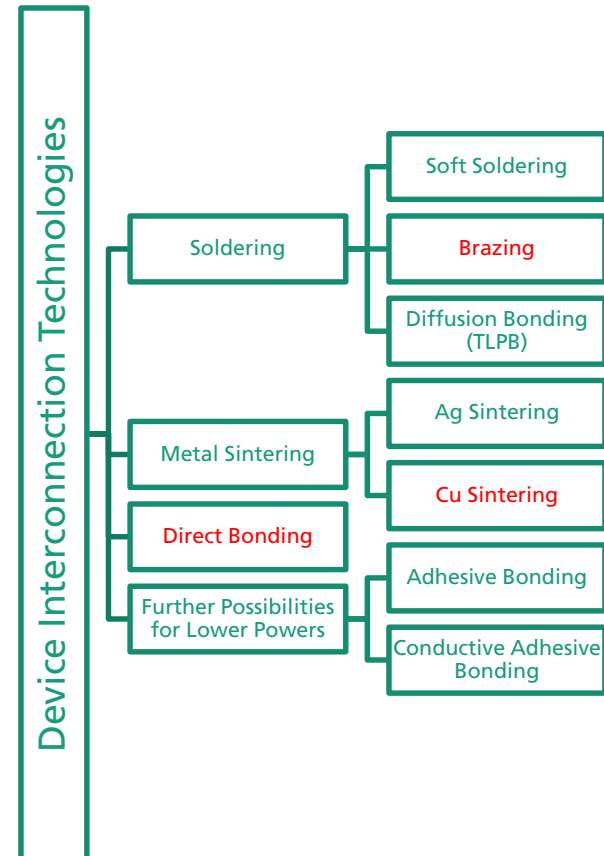 Device Interconnection Technologies
Soldering
Soft Soldering
Brazing
Diffusion Bonding
(TLPB)
Metal Sintering
Ag Sintering
Cu Sintering
Direct Bonding
Further Possibilities
for Lower Powers
Adhesive Bonding
Conductive Adhesive
Bonding